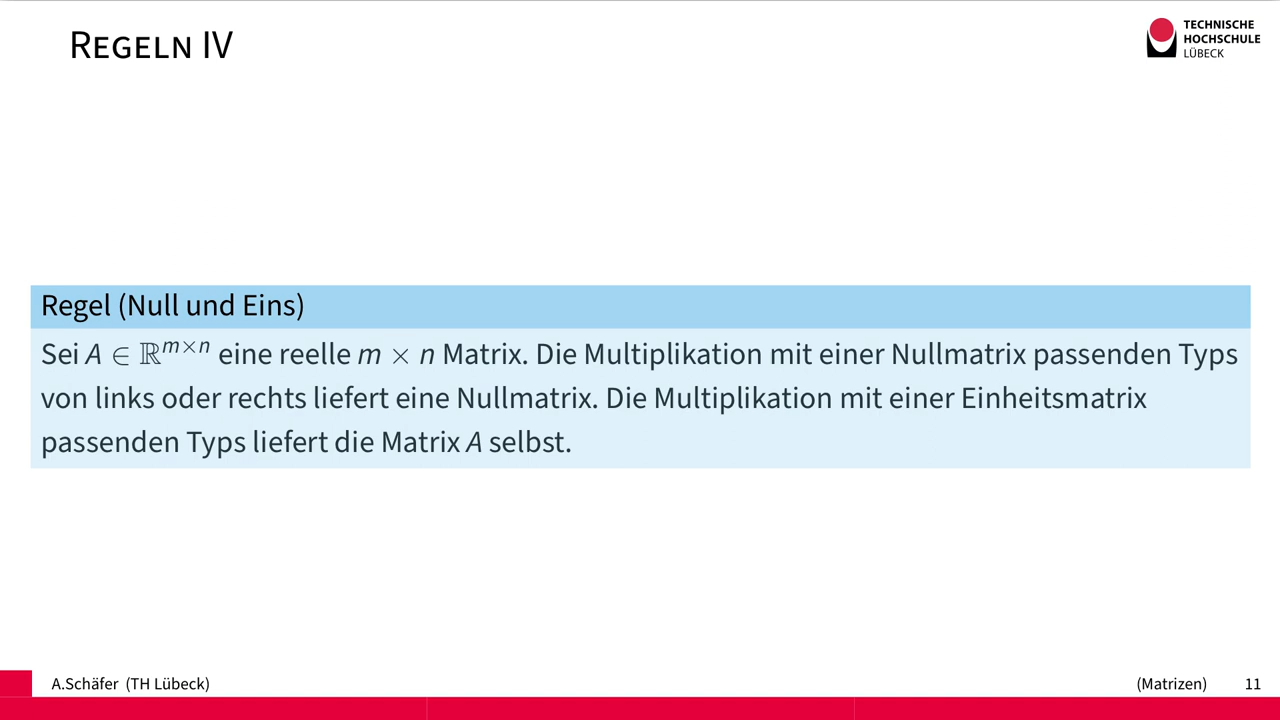 Regeln IV
TECHNISCHE
HOCHSCHULE
LÜBECK
Regel (Null und Eins)
Sei A ∈ ℝ^{m×n} eine reelle m × n Matrix. Die Multiplikation mit einer Nullmatrix passenden Typs
von links oder rechts liefert eine Nullmatrix. Die Multiplikation mit einer Einheitsmatrix
passenden Typs liefert die Matrix A selbst.
A.Schäfer (TH Lübeck)
(Matrizen)
11